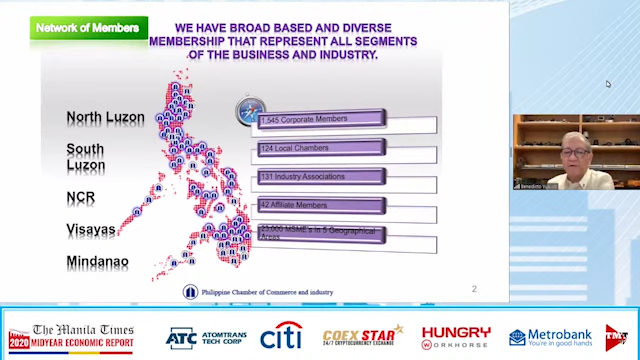 Network of Members
WE HAVE BROAD BASED AND DIVERSE
MEMBERSHIP THAT REPRESENT ALL SEGMENTS
OF THE BUSINESS AND INDUSTRY.
North Luzon
South
Luzon
NCR
Visayas
Mindanao
1,545 Corporate Members
124 Local Chambers
131 Industry Associations
42 Affiliate Members
23,000 MSME's in 5 Geographical
Areas
Philippine Chamber of Commerce and industry
2
Benedicto
The Manila Times
2020 MIDYEAR ECONOMIC REPORT
ATC ATOMTRANS
TECH CORP
citi
COEXSTAR
24/7 CRYPTOCURRENCY EXCHANGE
HUNGRY
WORKHORSE
Metrobank
You're in good hands